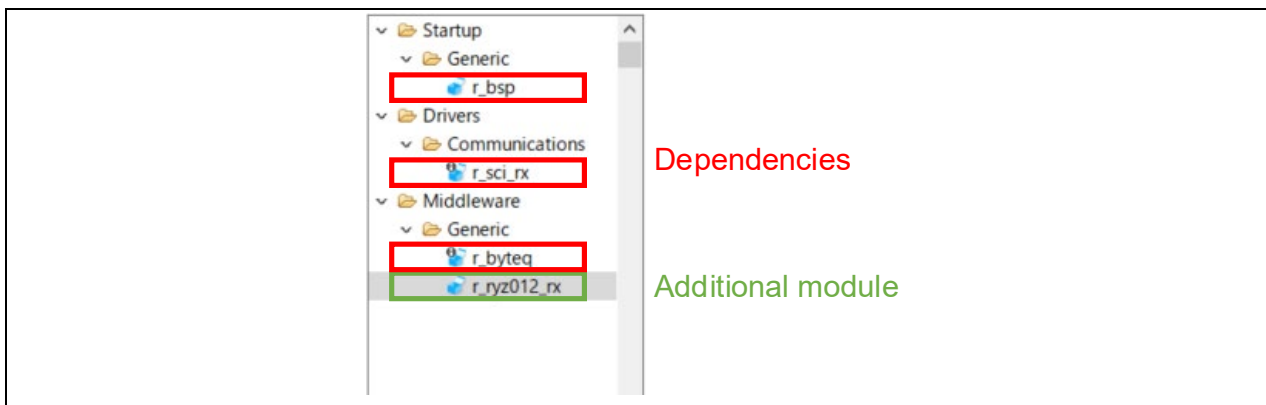 Startup
Generic
r_bsp
Drivers
Communications
Dependencies
r_sci_rx
Middleware
Generic
r_byteq
r_ryz012_rx
Additional module